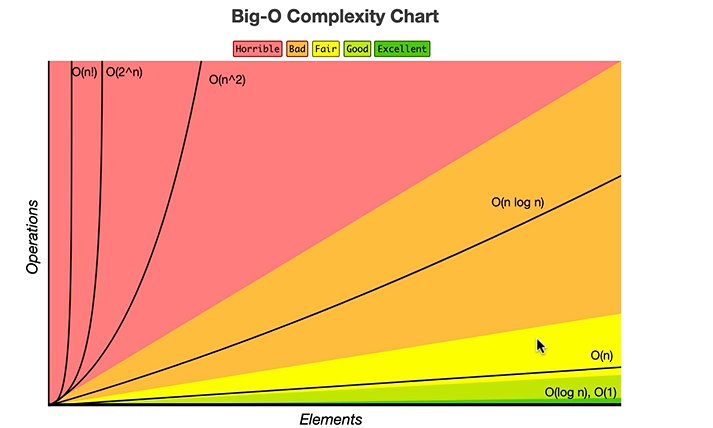 Big-O Complexity Chart
Horrible Bad Fair Good Excellent
O(n!) O(2^n) O(n^2)
O(n log n)
O(n)
O(log n), O(1)
Operations
Elements